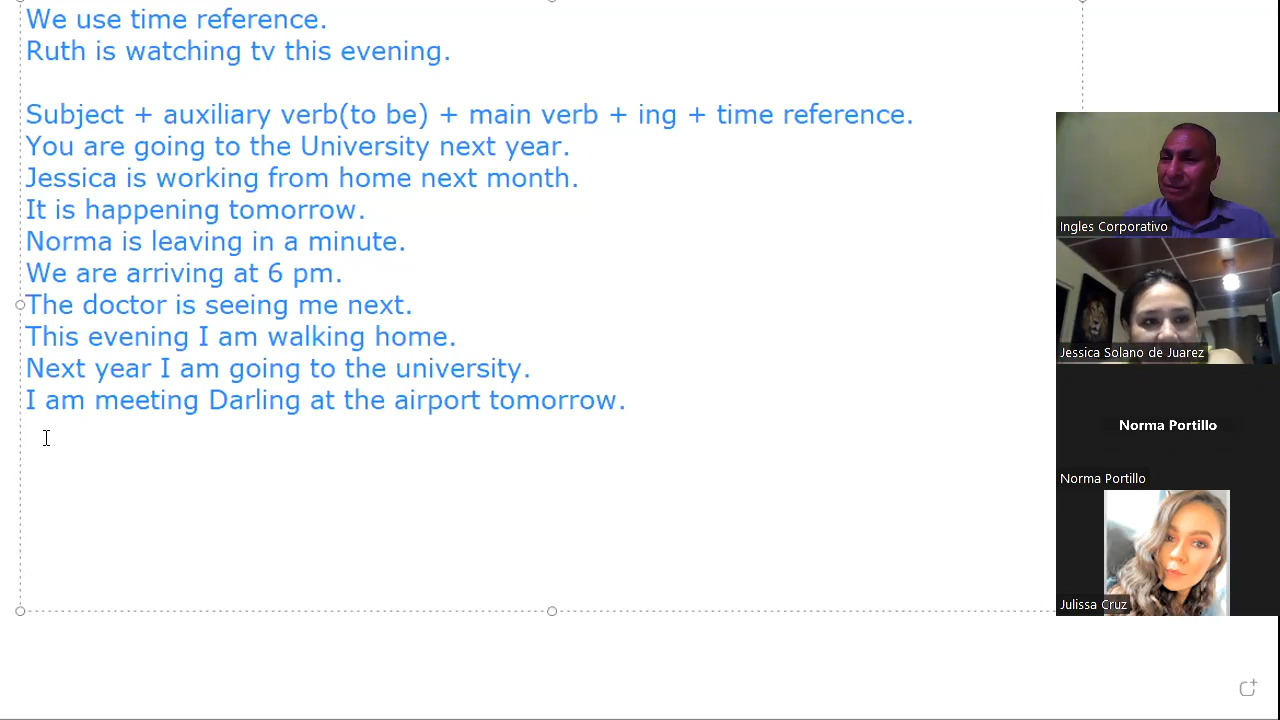 We use time reference.
Ruth is watching tv this evening.
Subject + auxiliary verb(to be) + main verb + ing + time reference.
You are going to the University next year.
Jessica is working from home next month.
It is happening tomorrow.
Norma is leaving in a minute.
We are arriving at 6 pm.
The doctor is seeing me next.
This evening I am walking home.
Next year I am going to the university.
I am meeting Darling at the airport tomorrow.
Ingles Corporativo
Jessica Solano de Juarez
Norma Portillo
Norma Portillo
Julissa Cruz